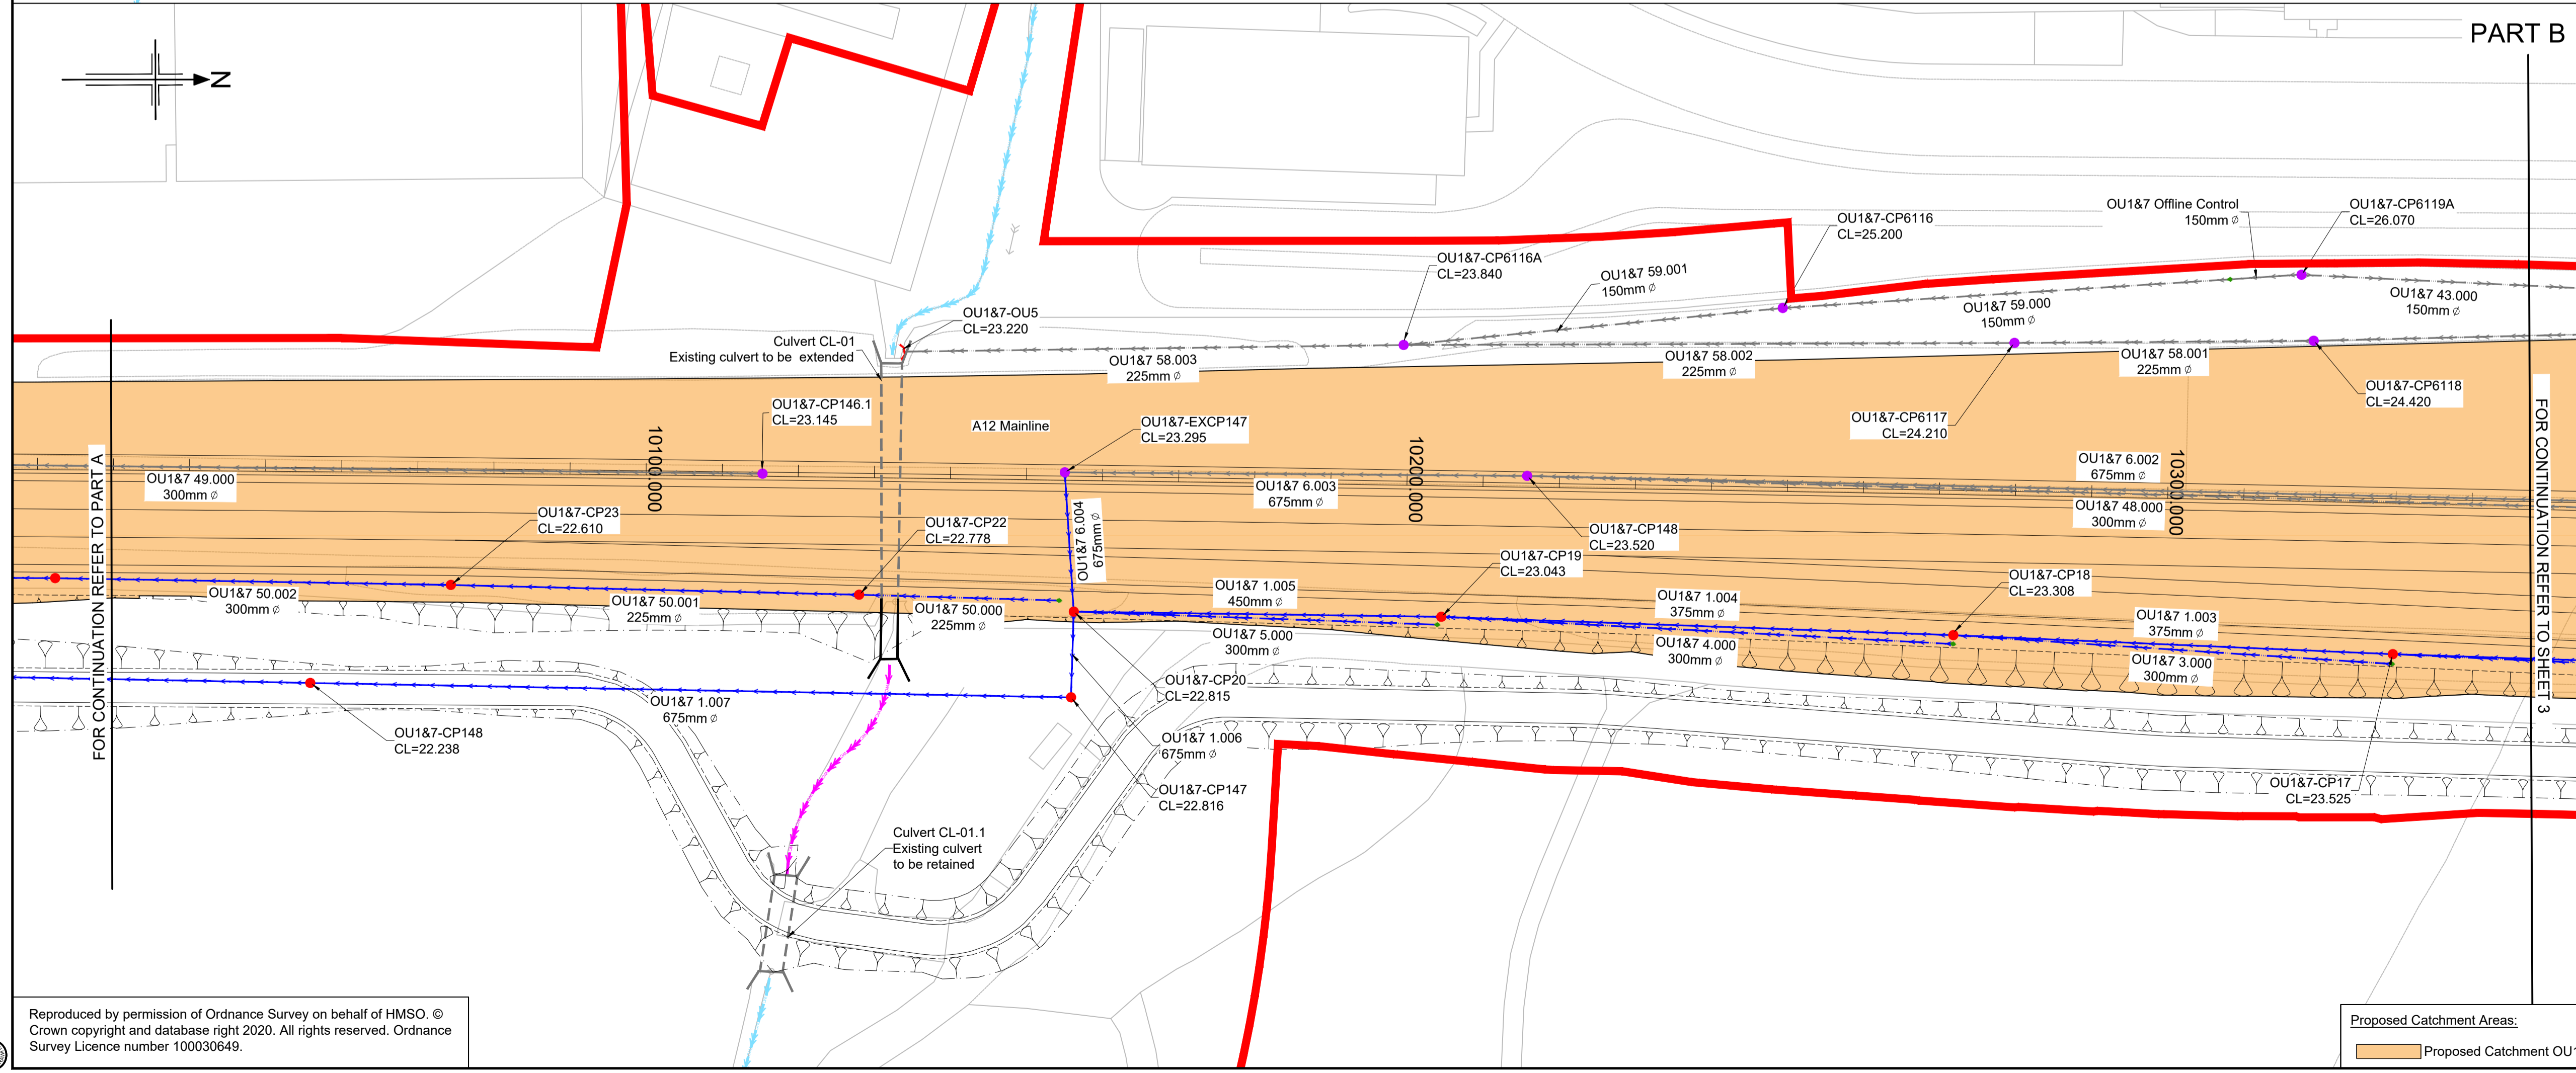 PART B
N
OU1&7 Offline Control
150mm ⌀
OU1&7-CP6119A
CL=26.070
OU1&7-CP6116
CL=25.200
OU1&7-CP6116A
CL=23.840
OU1&7 59.001
150mm ⌀
OU1&7 59.000
150mm ⌀
OU1&7 43.000
150mm ⌀
OU1&7-OU5
CL=23.220
Culvert CL-01
Existing culvert to be extended
OU1&7 58.003
225mm ⌀
OU1&7 58.002
225mm ⌀
OU1&7 58.001
225mm ⌀
OU1&7-CP6118
CL=24.420
OU1&7-CP6117
CL=24.210
OU1&7-CP146.1
CL=23.145
A12 Mainline
OU1&7-EXCP147
CL=23.295
10100.000
10200.000
10300.000
FOR CONTINUATION REFER TO PART A
FOR CONTINUATION REFER TO SHEET 3
OU1&7 49.000
300mm ⌀
OU1&7 6.003
675mm ⌀
OU1&7 6.002
675mm ⌀
OU1&7 48.000
300mm ⌀
OU1&7-CP23
CL=22.610
OU1&7-CP22
CL=22.778
OU1&7 6.004
675mm ⌀
OU1&7-CP148
CL=23.520
OU1&7-CP19
CL=23.043
OU1&7-CP18
CL=23.308
OU1&7 50.002
300mm ⌀
OU1&7 50.001
225mm ⌀
OU1&7 50.000
225mm ⌀
OU1&7 1.005
450mm ⌀
OU1&7 1.004
375mm ⌀
OU1&7 1.003
375mm ⌀
OU1&7 5.000
300mm ⌀
OU1&7 4.000
300mm ⌀
OU1&7 3.000
300mm ⌀
OU1&7-CP20
CL=22.815
OU1&7 1.007
675mm ⌀
OU1&7-CP148
CL=22.238
OU1&7 1.006
675mm ⌀
OU1&7-CP147
CL=22.816
OU1&7-CP17
CL=23.525
Culvert CL-01.1
Existing culvert
to be retained
Reproduced by permission of Ordnance Survey on behalf of HMSO. ©
Crown copyright and database right 2020. All rights reserved. Ordnance
Survey Licence number 100030649.
Proposed Catchment Areas:
Proposed Catchment OU1